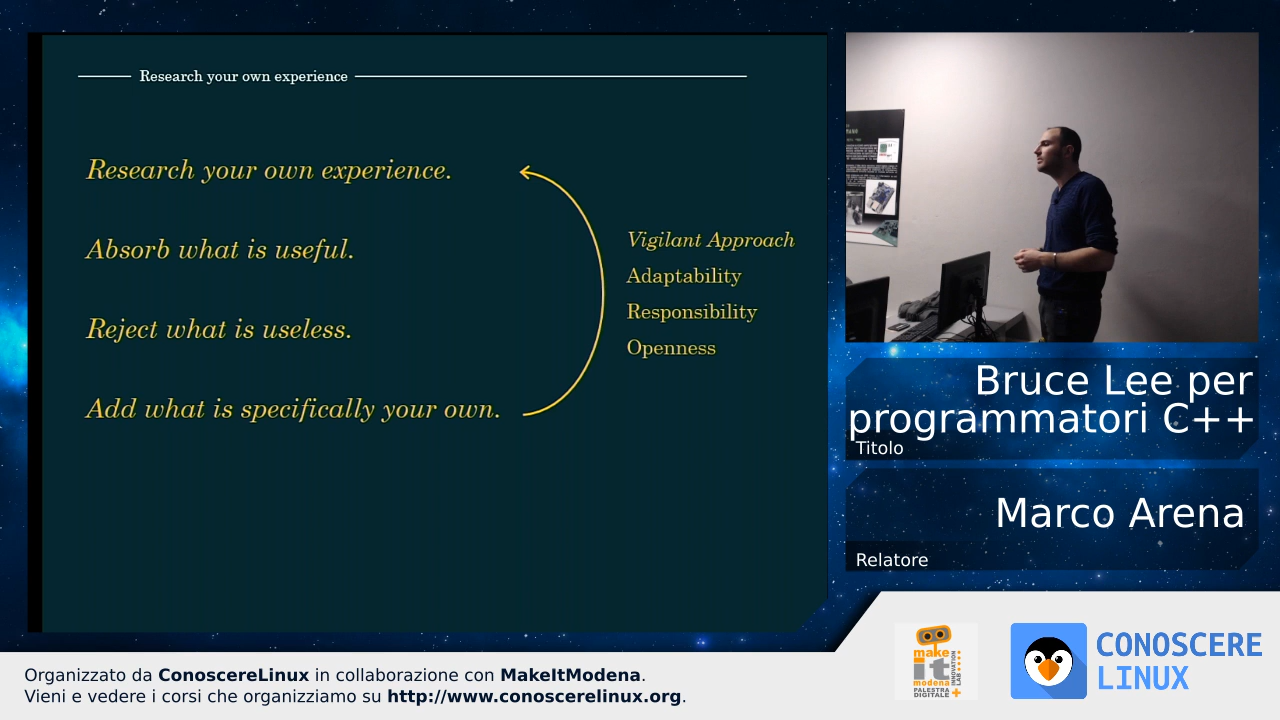 Research your own experience
Research your own experience.
Absorb what is useful.
Reject what is useless.
Add what is specifically your own.
Vigilant Approach
Adaptability
Responsibility
Openness
Bruce Lee per
programmatori C++
Titolo
Marco Arena
Relatore
make
it
modena
PALESTRA
DIGITALE
INNOVATION
LAB
CONOSCERE
LINUX
Organizzato da ConoscereLinux in collaborazione con MakeItModena.
Vieni e vedere i corsi che organizziamo su http://www.conoscerelinux.org.